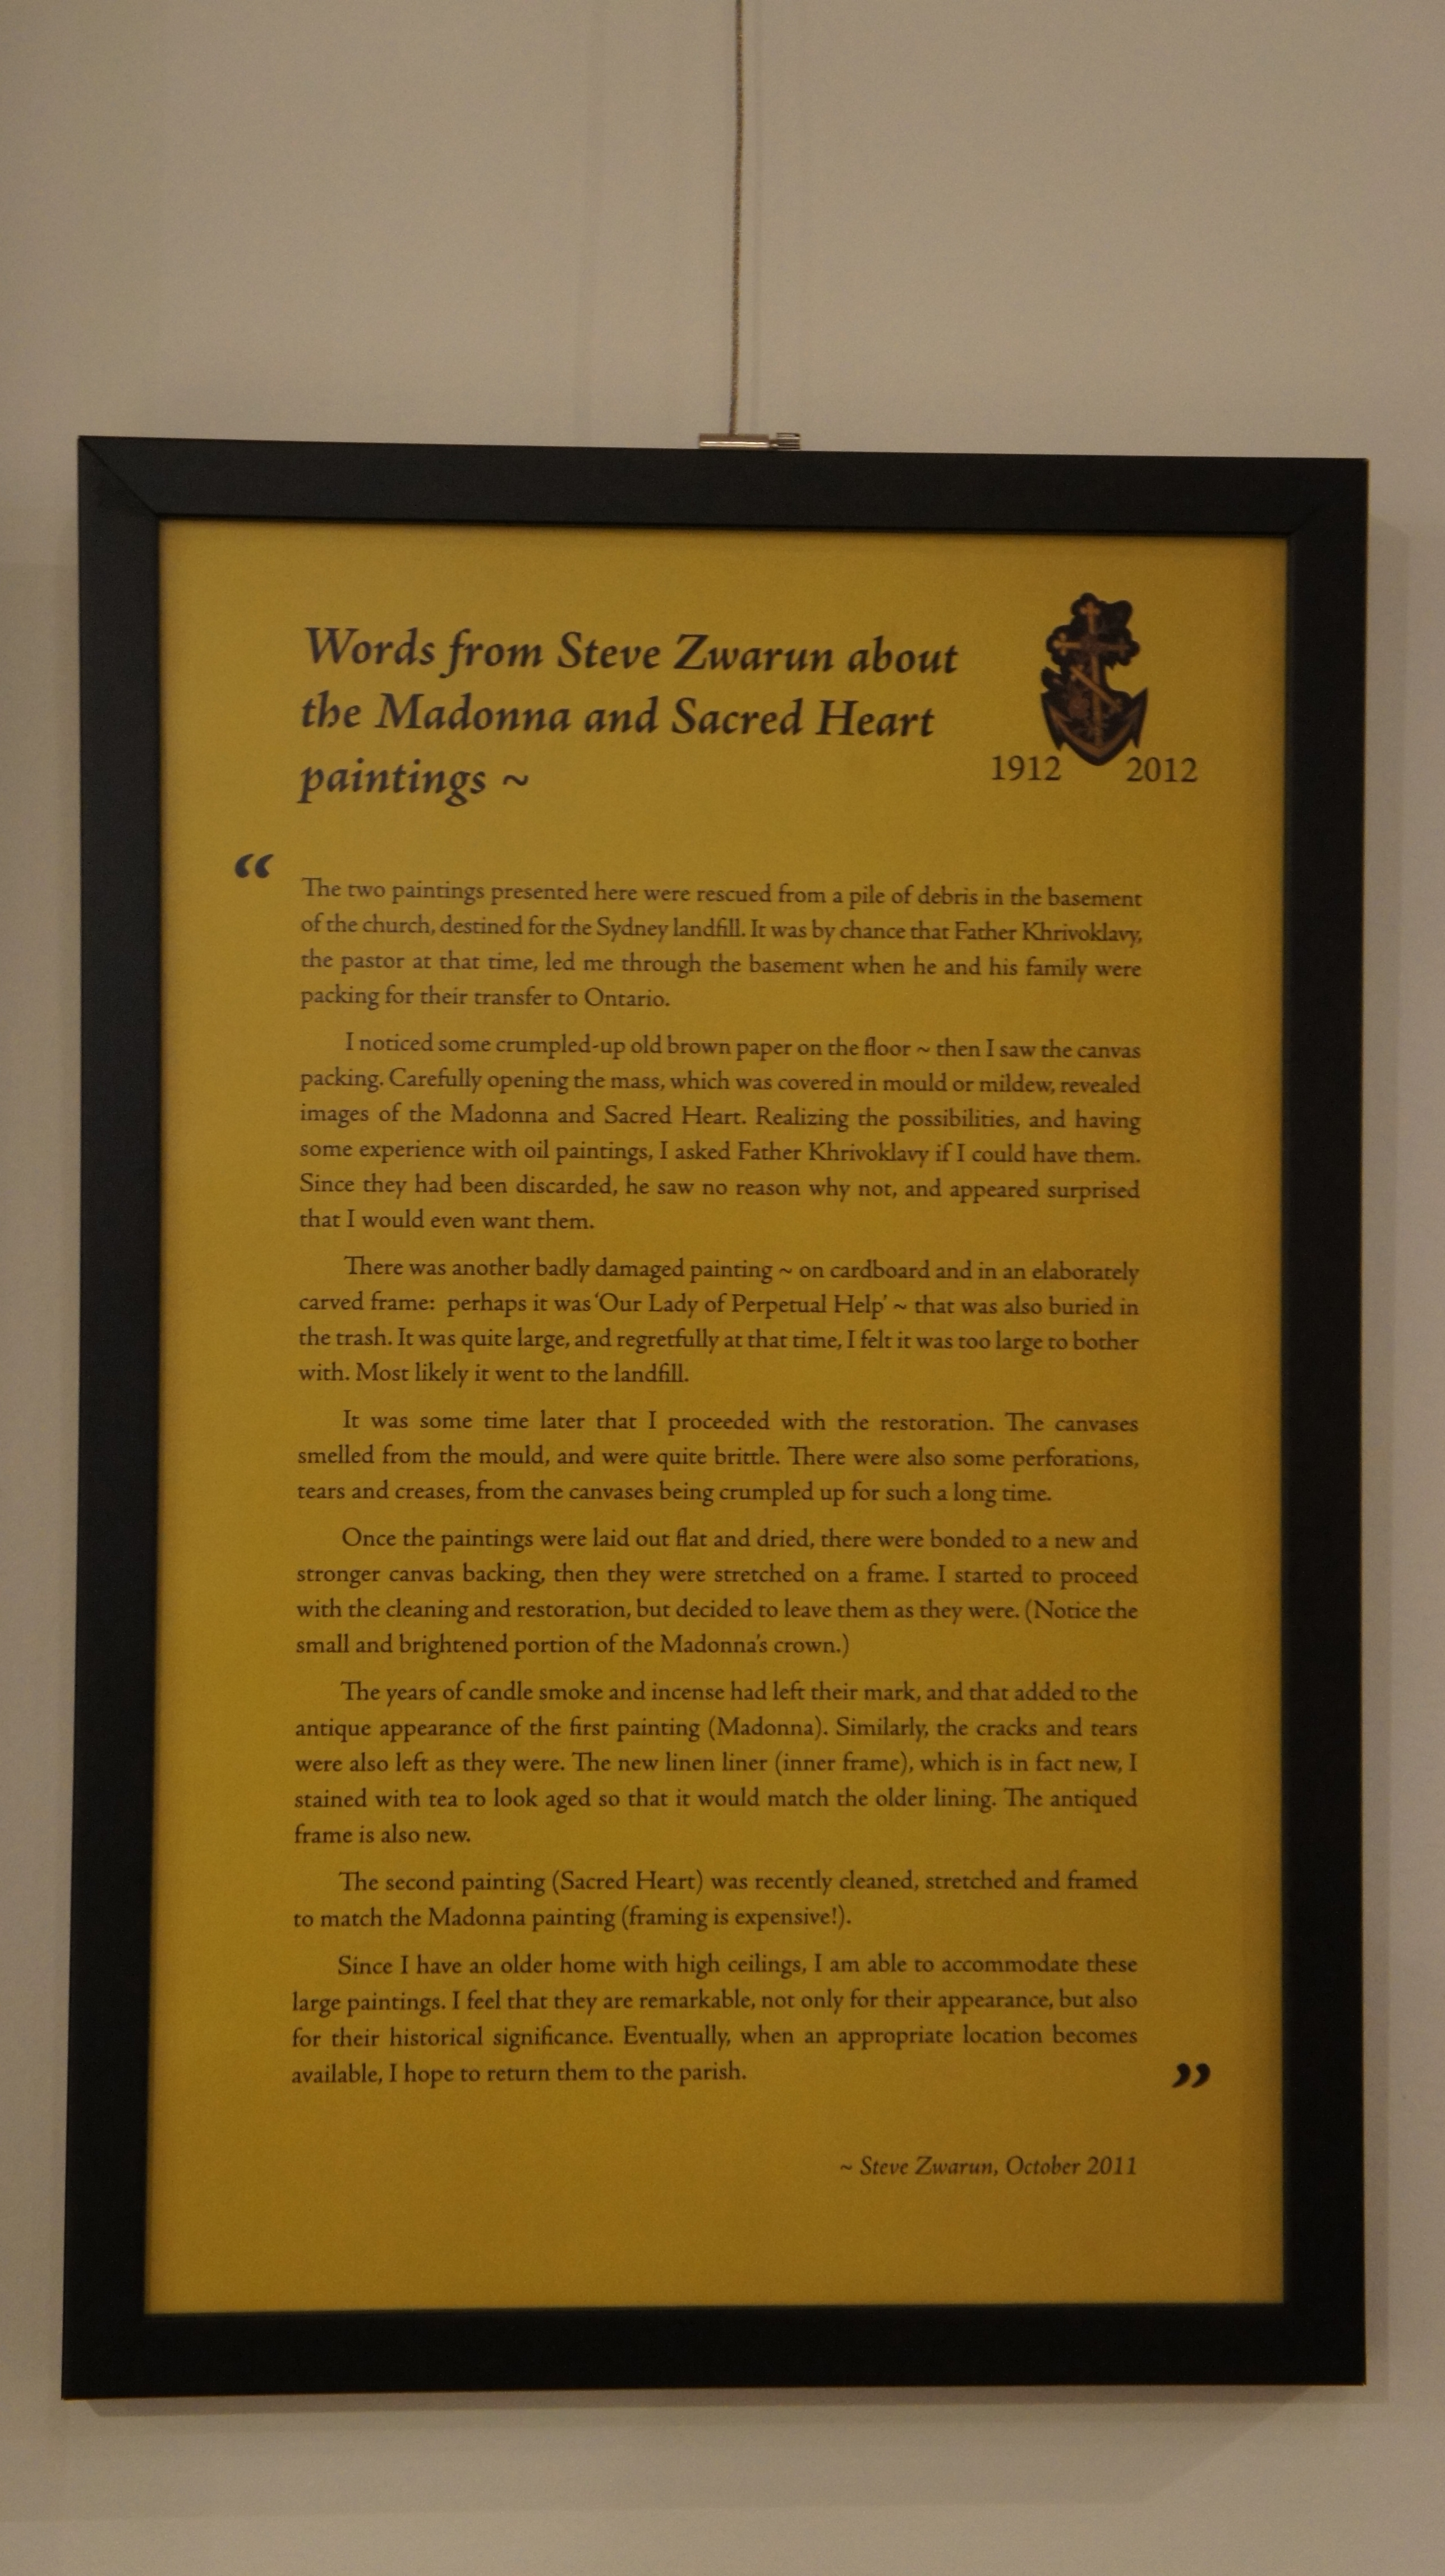 Words from Steve Zwarun about
the Madonna and Sacred Heart
paintings ~
1912 2012
“
The two paintings presented here were rescued from a pile of debris in the basement
of the church, destined for the Sydney landfill. It was by chance that Father Khrivoklavy,
the pastor at that time, led me through the basement when he and his family were
packing for their transfer to Ontario.
I noticed some crumpled-up old brown paper on the floor ~ then I saw the canvas
packing. Carefully opening the mass, which was covered in mould or mildew, revealed
images of the Madonna and Sacred Heart. Realizing the possibilities, and having
some experience with oil paintings, I asked Father Khrivoklavy if I could have them.
Since they had been discarded, he saw no reason why not, and appeared surprised
that I would even want them.
There was another badly damaged painting ~ on cardboard and in an elaborately
carved frame: perhaps it was ‘Our Lady of Perpetual Help’ ~ that was also buried in
the trash. It was quite large, and regretfully at that time, I felt it was too large to bother
with. Most likely it went to the landfill.
It was some time later that I proceeded with the restoration. The canvases
smelled from the mould, and were quite brittle. There were also some perforations,
tears and creases, from the canvases being crumpled up for such a long time.
Once the paintings were laid out flat and dried, there were bonded to a new and
stronger canvas backing, then they were stretched on a frame. I started to proceed
with the cleaning and restoration, but decided to leave them as they were. (Notice the
small and brightened portion of the Madonna’s crown.)
The years of candle smoke and incense had left their mark, and that added to the
antique appearance of the first painting (Madonna). Similarly, the cracks and tears
were also left as they were. The new linen liner (inner frame), which is in fact new, I
stained with tea to look aged so that it would match the older lining. The antiqued
frame is also new.
The second painting (Sacred Heart) was recently cleaned, stretched and framed
to match the Madonna painting (framing is expensive!).
Since I have an older home with high ceilings, I am able to accommodate these
large paintings. I feel that they are remarkable, not only for their appearance, but also
for their historical significance. Eventually, when an appropriate location becomes
available, I hope to return them to the parish.
”
~ Steve Zwarun, October 2011